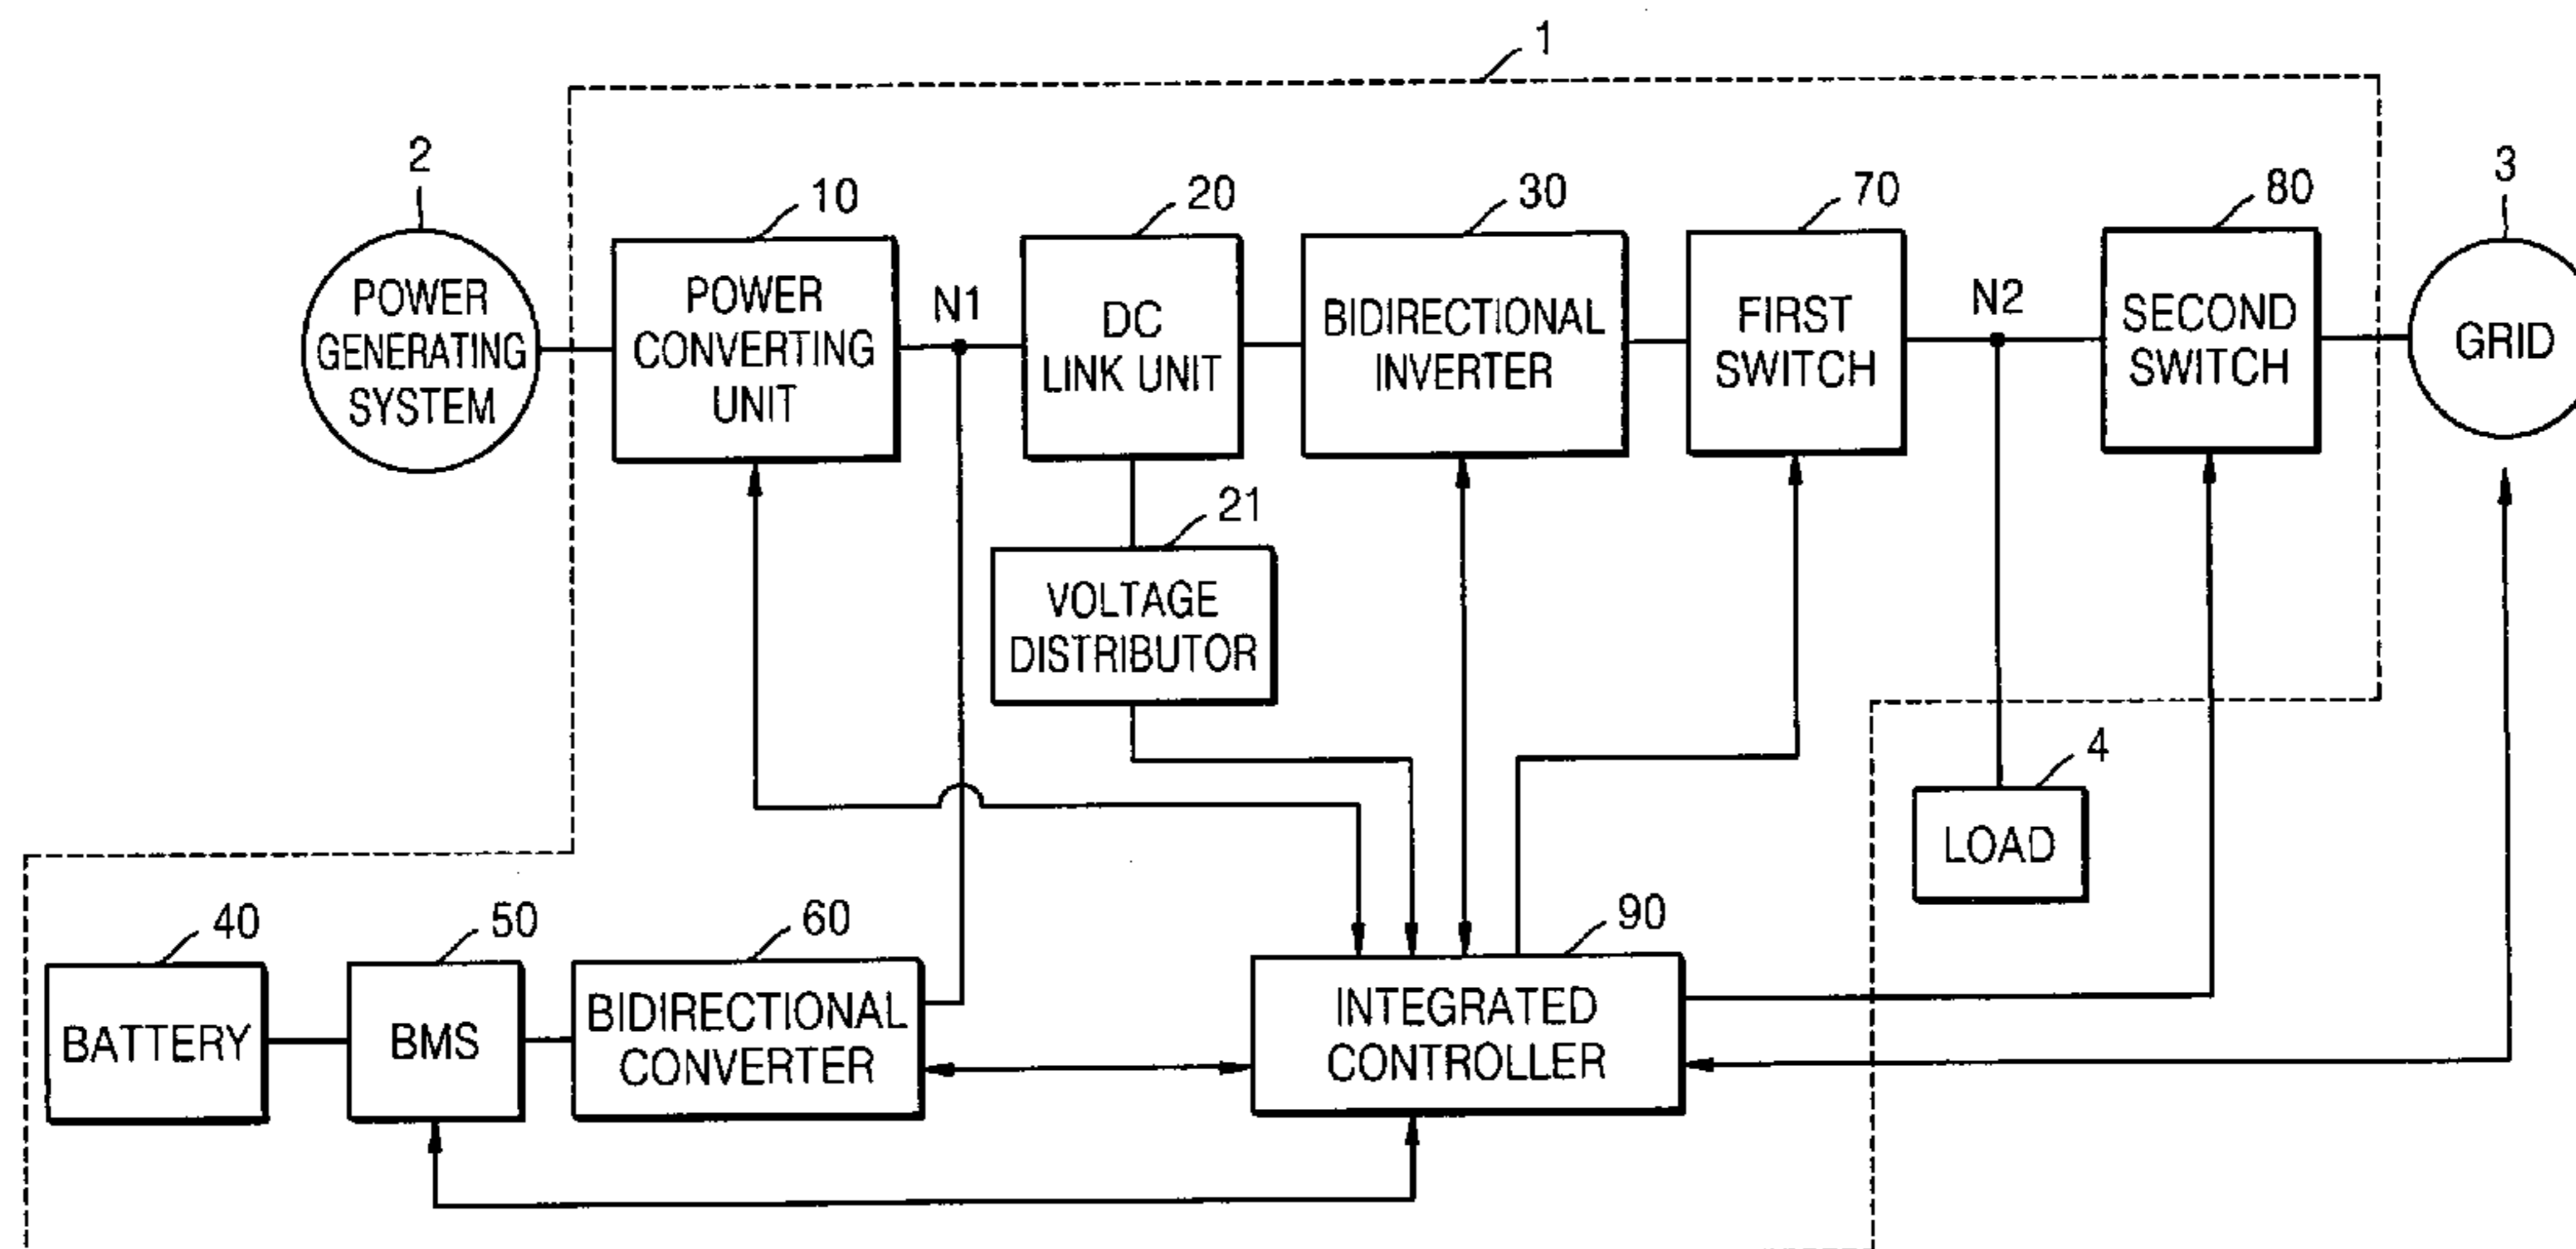 1
2
POWER
GENERATING
SYSTEM
10
POWER
CONVERTING
UNIT
N1
20
DC
LINK UNIT
30
BIDIRECTIONAL
INVERTER
70
FIRST
SWITCH
N2
80
SECOND
SWITCH
3
GRID
21
VOLTAGE
DISTRIBUTOR
4
LOAD
40
BATTERY
50
BMS
60
BIDIRECTIONAL
CONVERTER
90
INTEGRATED
CONTROLLER